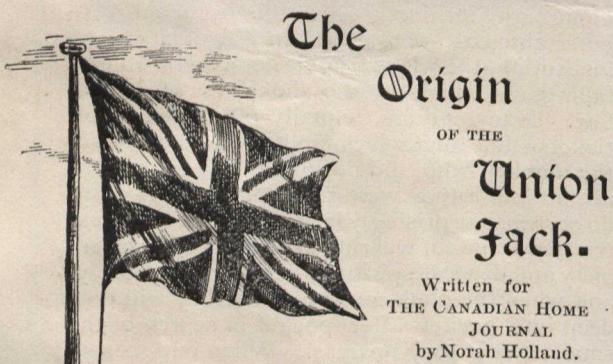 The
Origin
OF THE
Union
Jack.
Written for
THE CANADIAN HOME
JOURNAL
by Norah Holland.